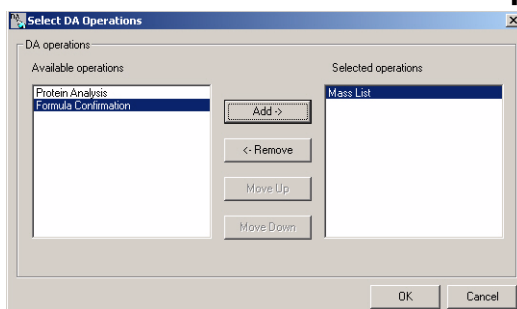 Select DA Operations
DA operations
Available operations
Selected operations
Protein Analysis
Formula Confirmation
Mass List
Add ->
<- Remove
Move Up
Move Down
OK
Cancel